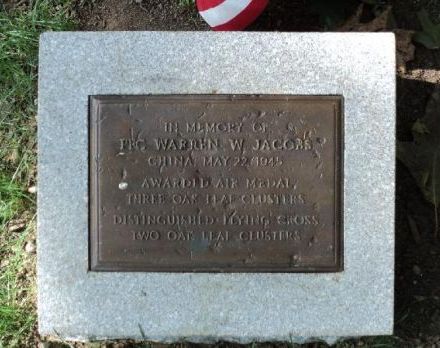 IN MEMORY OF
PFC WARREN W. JACOBS
CHINA, MAY 22, 1945
AWARDED AIR MEDAL,
THREE OAK LEAF CLUSTERS
DISTINGUISHED FLYING CROSS,
TWO OAK LEAF CLUSTERS